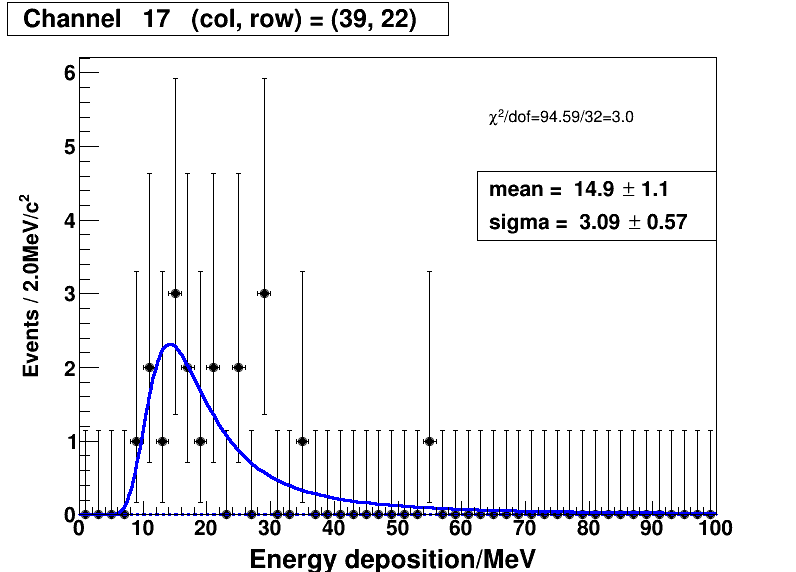 Channel 17 (col, row) = (39, 22)
χ²/dof=94.59/32=3.0
mean = 14.9 ± 1.1
sigma = 3.09 ± 0.57
Events / 2.0MeV/c²
6
5
4
3
2
1
0
0 10 20 30 40 50 60 70 80 90 100
Energy deposition/MeV